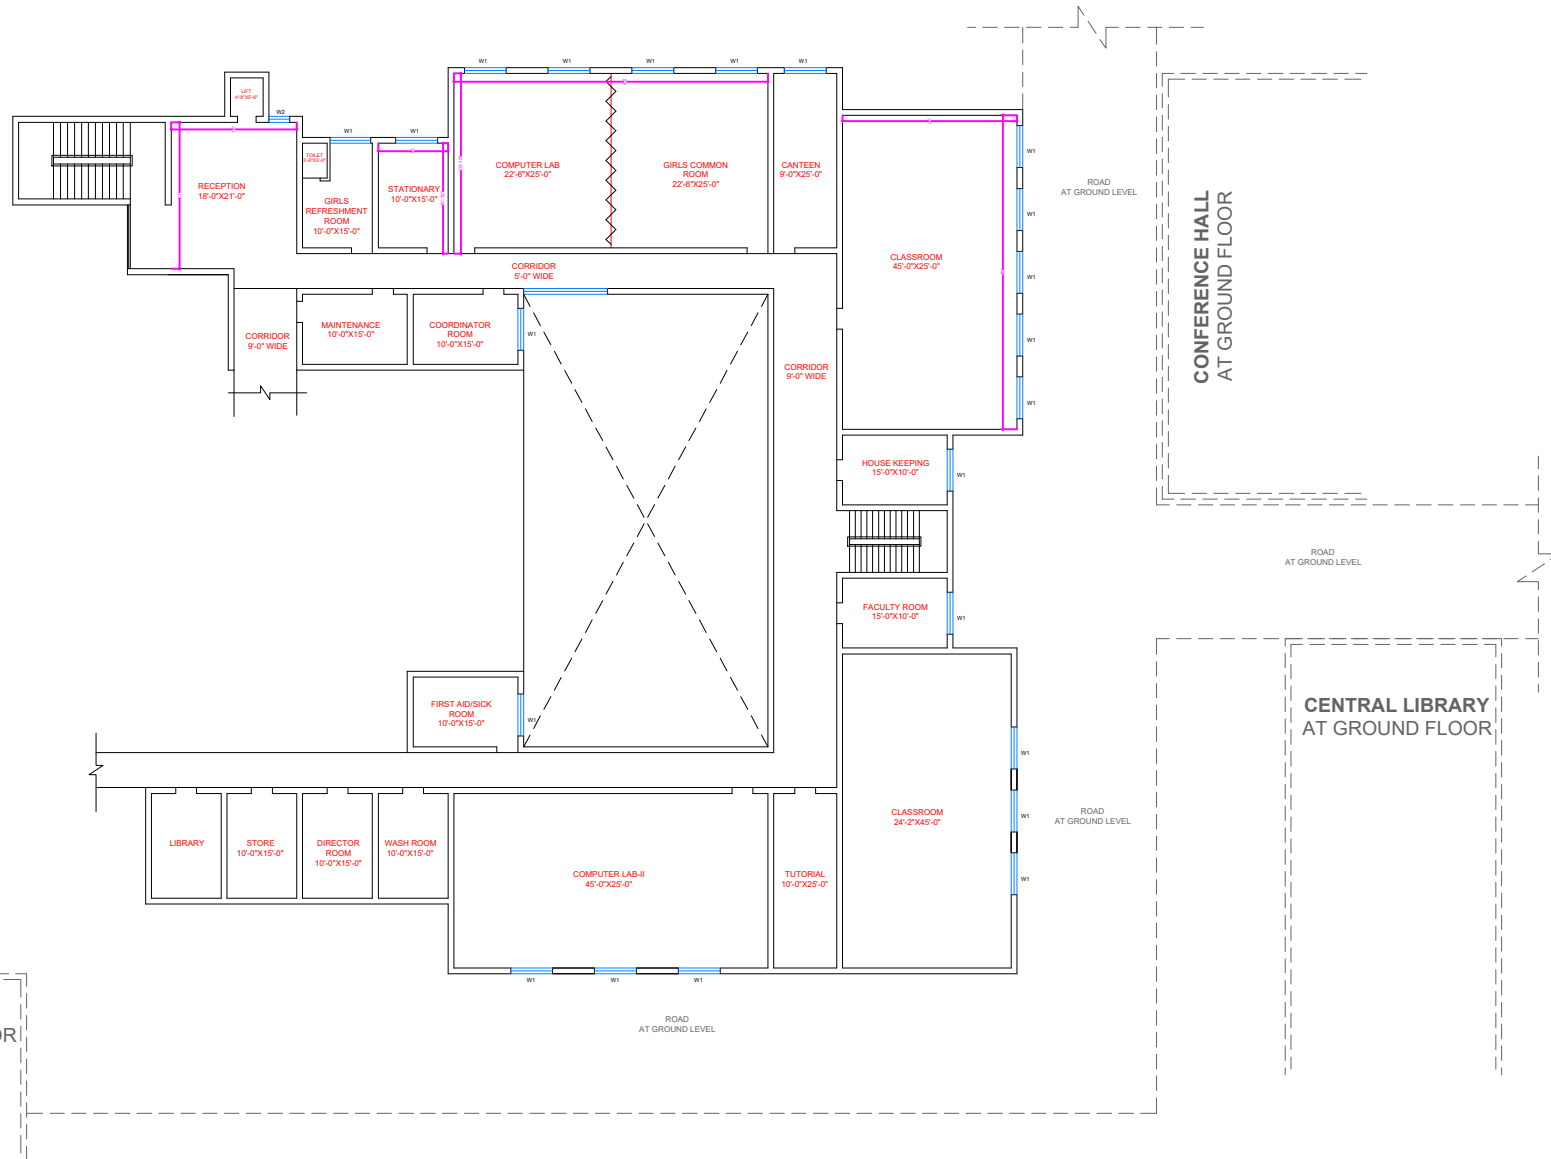 W1
W1
W1
W1
W1
LIFT
W2
W1
W1
TOILET
RECEPTION
18'-0"X21'-0"
GIRLS
REFRESHMENT
ROOM
10'-0"X15'-0"
STATIONARY
10'-0"X15'-0"
COMPUTER LAB
22'-6"X25'-0"
GIRLS COMMON
ROOM
22'-6"X25'-0"
CANTEEN
9'-0"X25'-0"
CLASSROOM
45'-0"X25'-0"
W1
W1
W1
W1
W1
ROAD
AT GROUND LEVEL
CONFERENCE HALL
AT GROUND FLOOR
CORRIDOR
5'-0" WIDE
CORRIDOR
9'-0" WIDE
MAINTENANCE
10'-0"X15'-0"
COORDINATOR
ROOM
10'-0"X15'-0"
W1
CORRIDOR
9'-0" WIDE
HOUSE KEEPING
15'-0"X10'-0"
W1
ROAD
AT GROUND LEVEL
FACULTY ROOM
15'-0"X10'-0"
W1
FIRST AID/SICK
ROOM
10'-0"X15'-0"
W1
CENTRAL LIBRARY
AT GROUND FLOOR
LIBRARY
STORE
10'-0"X15'-0"
DIRECTOR
ROOM
10'-0"X15'-0"
WASH ROOM
10'-0"X15'-0"
COMPUTER LAB-II
45'-0"X25'-0"
TUTORIAL
10'-0"X25'-0"
CLASSROOM
24'-2"X45'-0"
W1
W1
W1
ROAD
AT GROUND LEVEL
W1
W1
W1
ROAD
AT GROUND LEVEL
OR